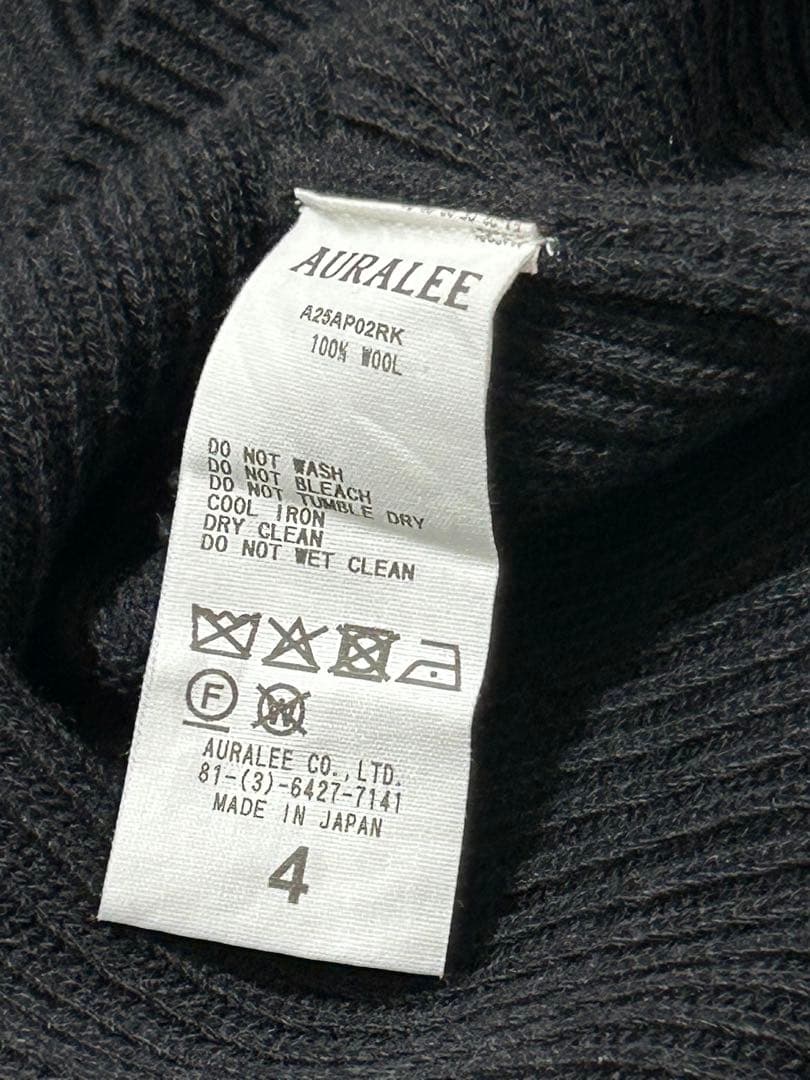 AURALEE
A25AP02RK
100% WOOL
DO NOT WASH
DO NOT BLEACH
DO NOT TUMBLE DRY
COOL IRON
DRY CLEAN
DO NOT WET CLEAN
F W
AURALEE CO.,LTD.
81-(3)-6427-7141
MADE IN JAPAN
4